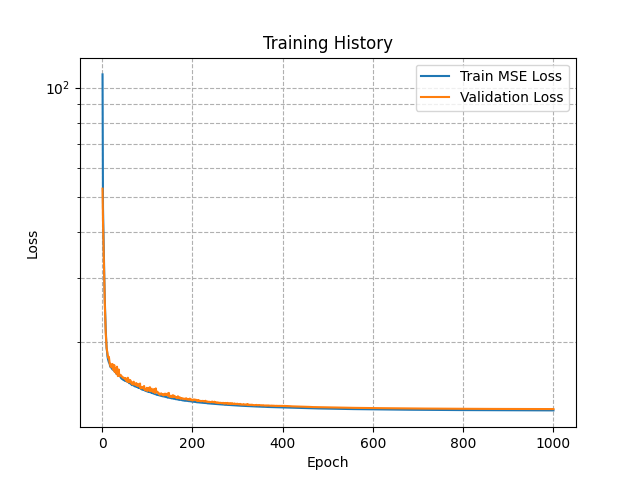 Training History
Train MSE Loss
Validation Loss
10²
Loss
0 200 400 600 800 1000
Epoch